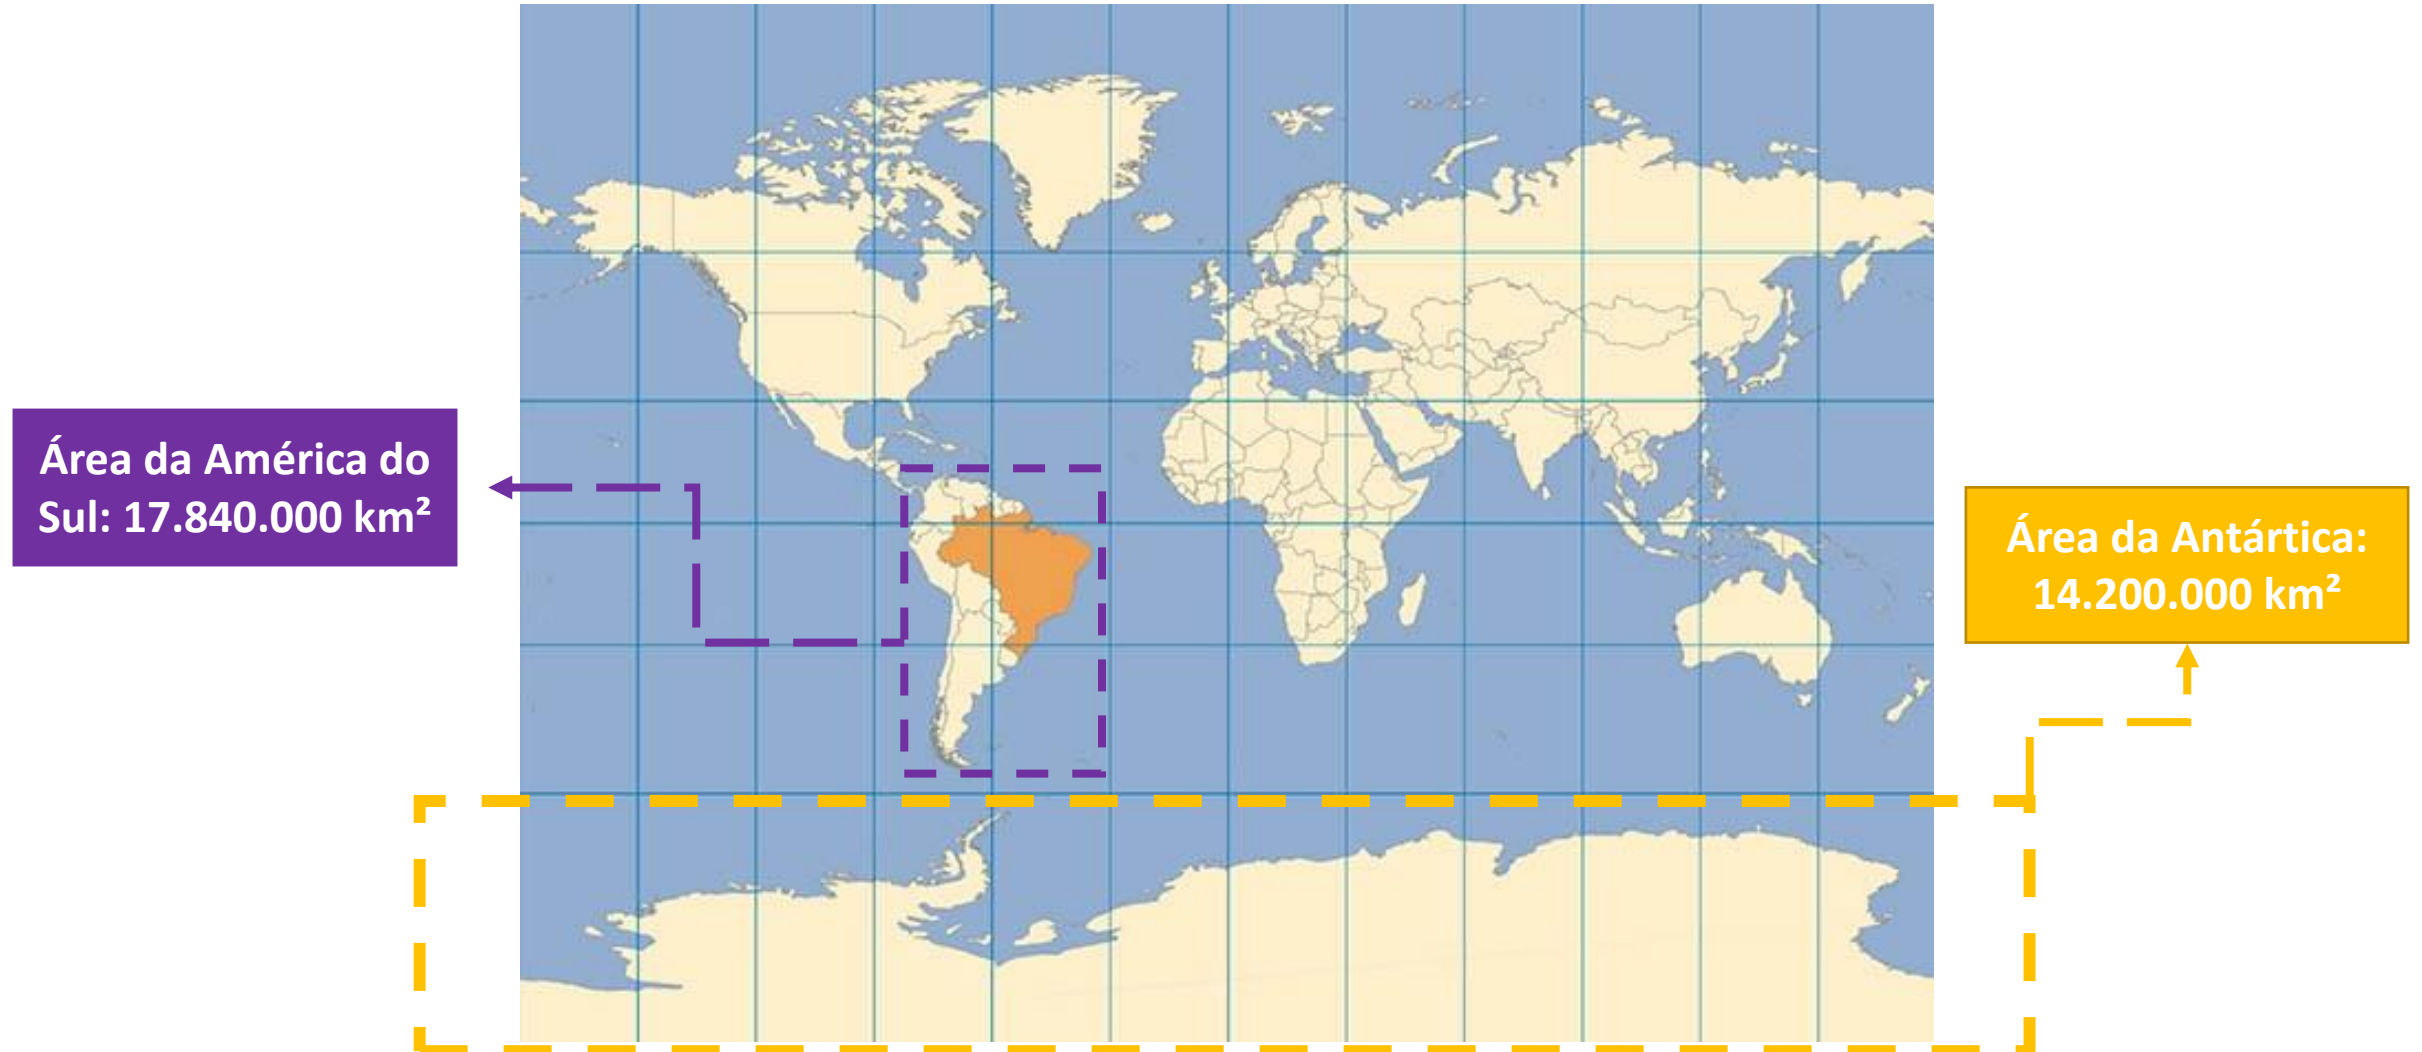 Área da América do
Sul: 17.840.000 km²
Área da Antártica:
14.200.000 km²